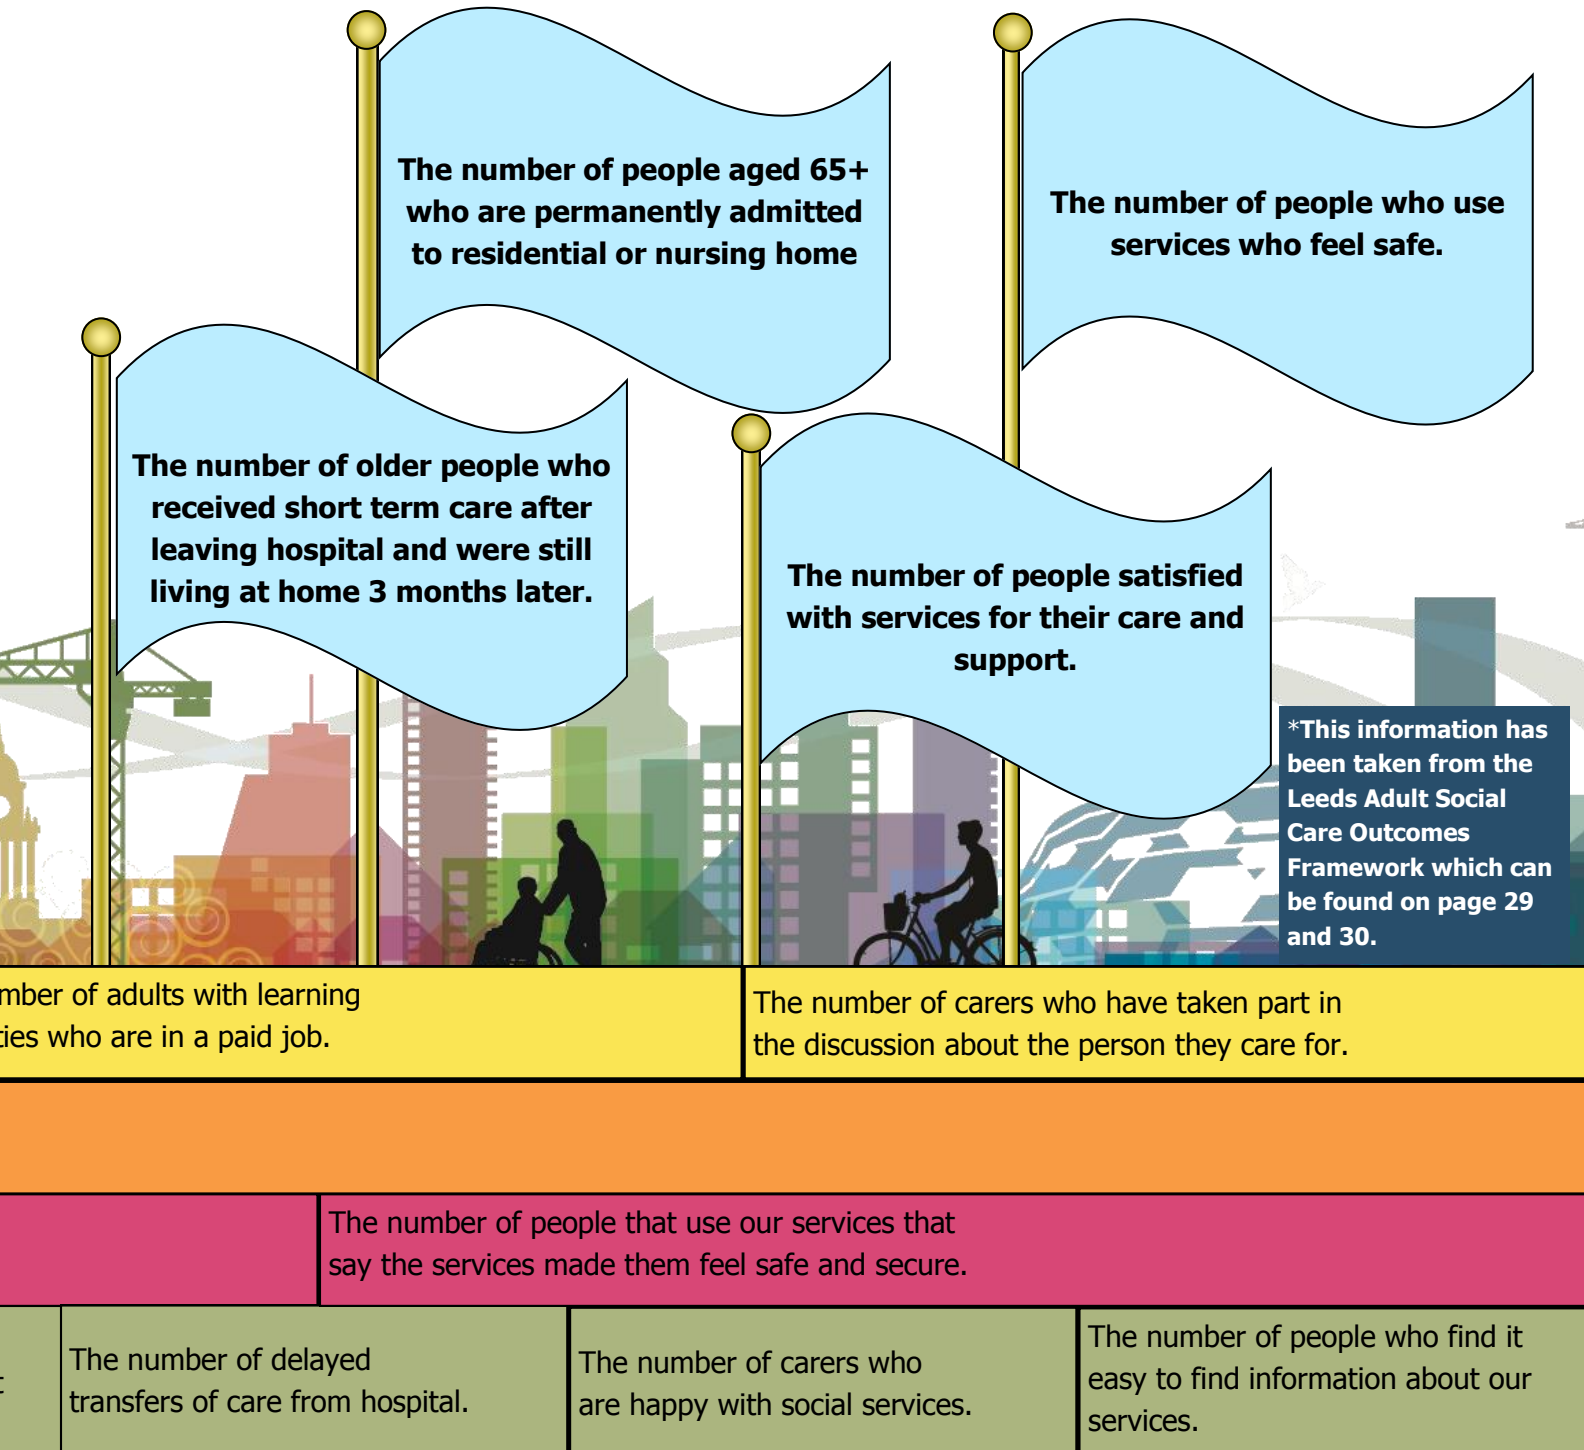 The number of people aged 65+
who are permanently admitted
to residential or nursing home
The number of people who use
services who feel safe.
The number of older people who
received short term care after
leaving hospital and were still
living at home 3 months later.
The number of people satisfied
with services for their care and
support.
*This information has
been taken from the
Leeds Adult Social
Care Outcomes
Framework which can
be found on page 29
and 30.
of adults with learning
who are in a paid job.
The number of carers who have taken part in
the discussion about the person they care for.
The number of people that use our services that
say the services made them feel safe and secure.
The number of delayed
transfers of care from hospital.
The number of carers who
are happy with social services.
The number of people who find it
easy to find information about our
services.